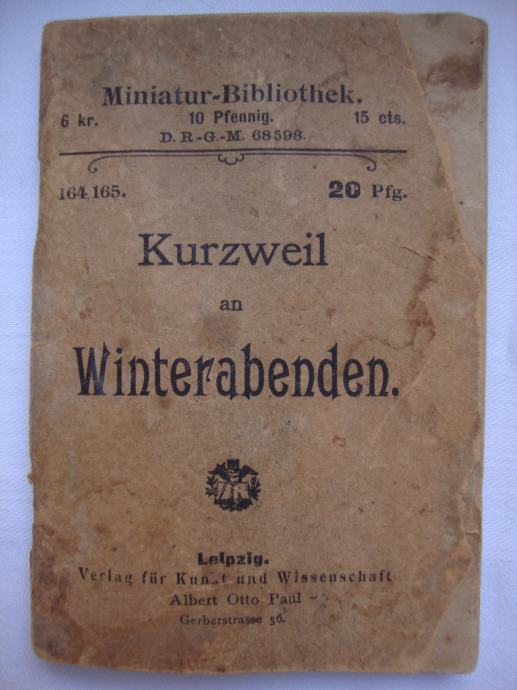 Miniatur-Bibliothek.
6 kr. 10 Pfennig. 15 cts.
D. R.-G.-M. 68598.
164,165. 20 Pfg.
Kurzweil
an
Winterabenden.
Leipzig.
Verlag für Kunst und Wissenschaft
Albert Otto Paul
Gerberstrasse 56.